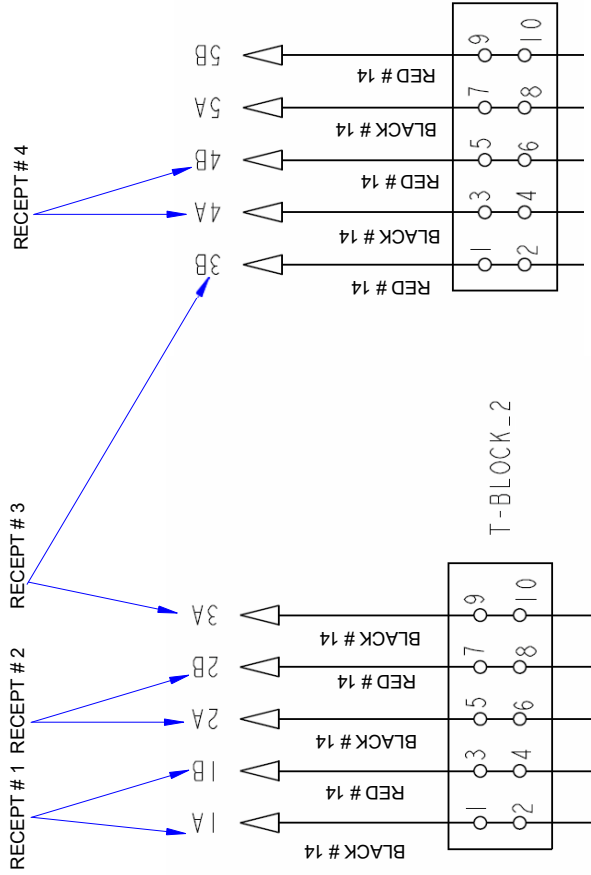 RECEPT # 1
RECEPT # 2
RECEPT # 3
RECEPT # 4
1A
1B
2A
2B
3A
3B
4A
4B
5A
5B
BLACK # 14
RED # 14
BLACK # 14
RED # 14
BLACK # 14
RED # 14
BLACK # 14
RED # 14
BLACK # 14
RED # 14
1
3
5
7
9
2
4
6
8
10
T-BLOCK_2
1
3
5
7
9
2
4
6
8
10